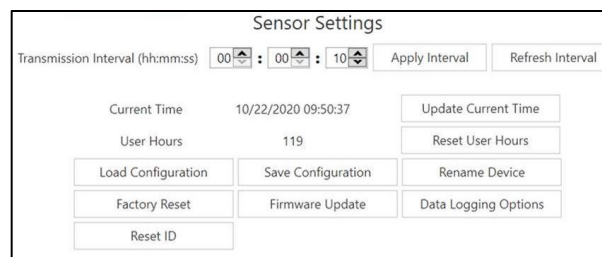 Sensor Settings
Transmission Interval (hh:mm:ss) 00 : 00 : 10 Apply Interval Refresh Interval
Current Time 10/22/2020 09:50:37 Update Current Time
User Hours 119 Reset User Hours
Load Configuration Save Configuration Rename Device
Factory Reset Firmware Update Data Logging Options
Reset ID